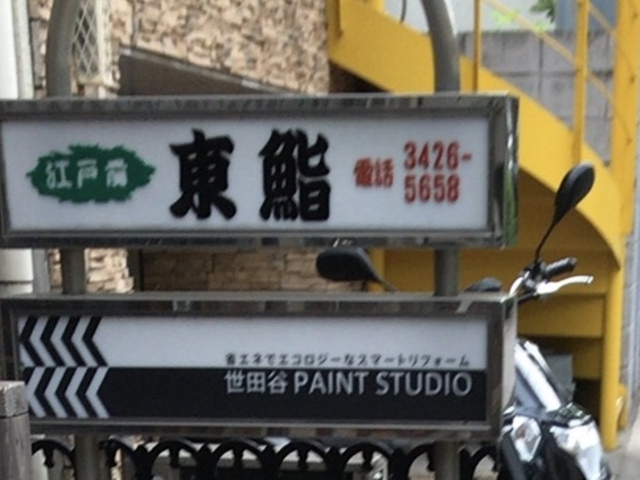 江戸前 東鮨 電話 3426-
5658
省エネでエコロジーなスマートリフォーム
世田谷 PAINT STUDIO